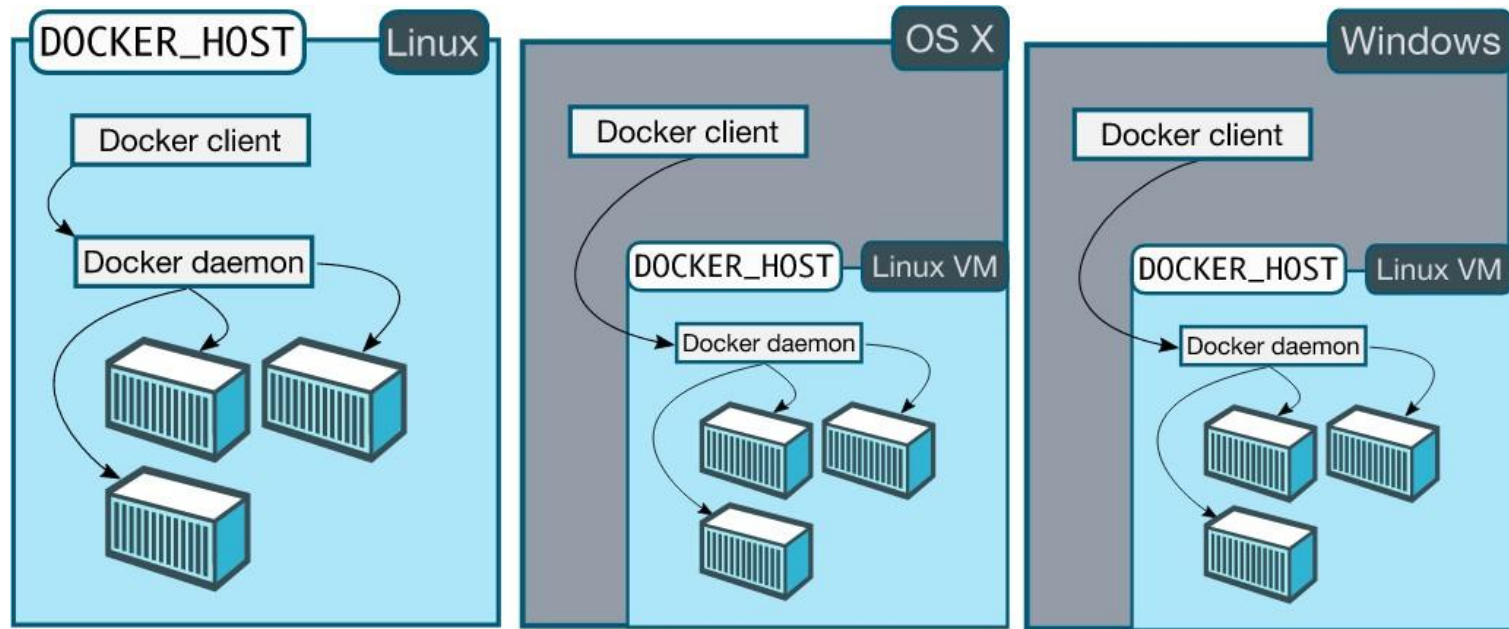 DOCKER_HOST
Linux
Docker client
Docker daemon
OS X
Docker client
DOCKER_HOST
Linux VM
Docker daemon
Windows
Docker client
DOCKER_HOST
Linux VM
Docker daemon